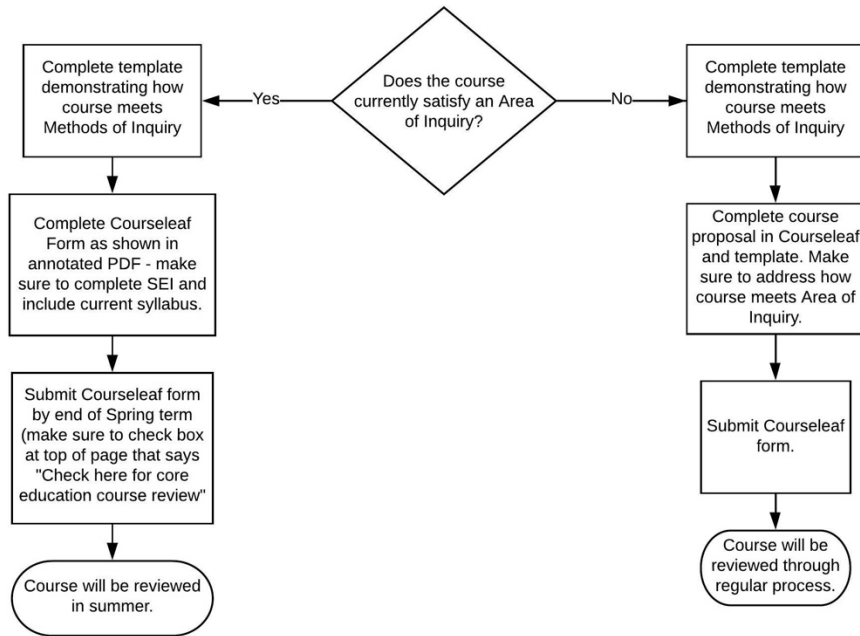 Does the course
currently satisfy an Area
of Inquiry?
Yes
No
Complete template
demonstrating how
course meets
Methods of Inquiry
Complete Courseleaf
Form as shown in
annotated PDF - make
sure to complete SEI and
include current syllabus.
Submit Courseleaf form
by end of Spring term
(make sure to check box
at top of page that says
"Check here for core
education course review"
Course will be reviewed
in summer.
Complete template
demonstrating how
course meets
Methods of Inquiry
Complete course
proposal in Courseleaf
and template. Make
sure to address how
course meets Area of
Inquiry.
Submit Courseleaf
form.
Course will be
reviewed through
regular process.